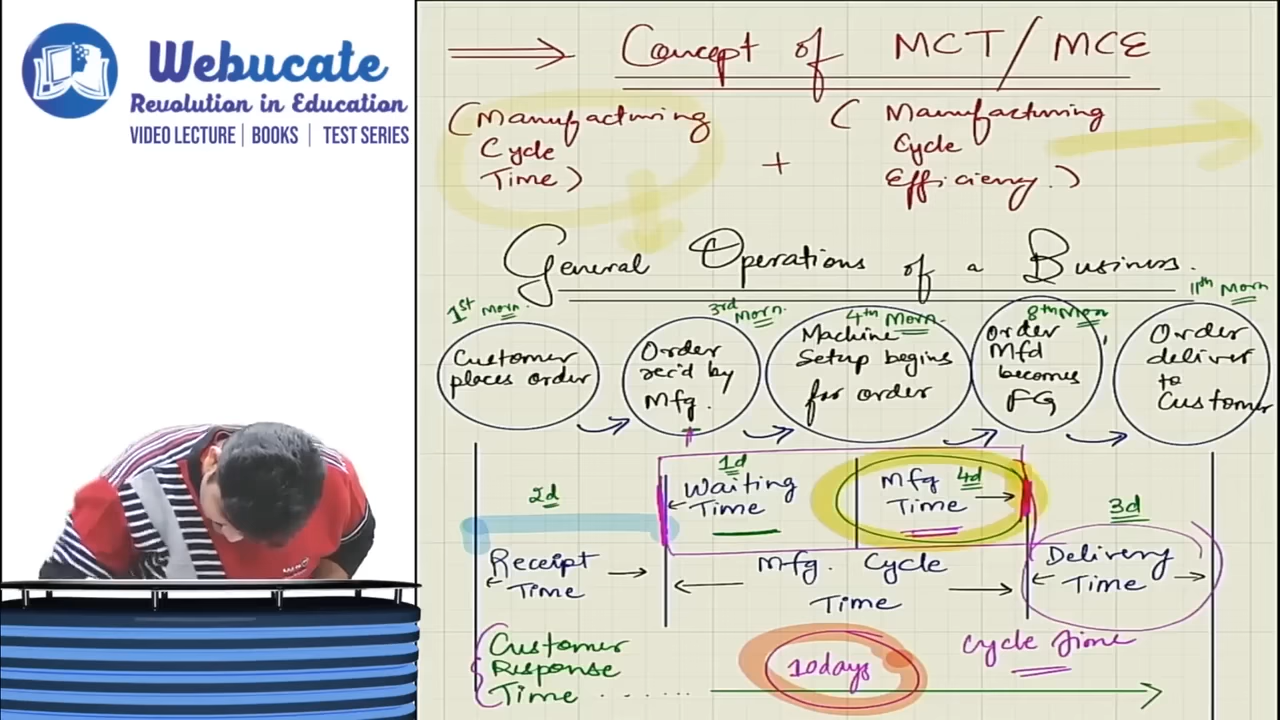 Webucate
Revolution in Education
VIDEO LECTURE | BOOKS | TEST SERIES
Concept of MCT / MCE
(Manufacturing
Cycle
Time)
+
( Manufacturing
Cycle
Efficiency.)
General Operations of a Business.
1st Morn.
3rd Morn.
4th Morn.
8th Morn
11th Morn
Customer
places order
Order
rec'd by
Mfg.
Machine
Setup begins
for order
Order
Mfd
becomes
FG
Order
deliver
to
Customer
2d
1d
Waiting
Time
Mfg 4d
Time
3d
Receipt
Time
Mfg. Cycle
Time
Delivery
Time
Customer
Response
Time
10days
Cycle Time